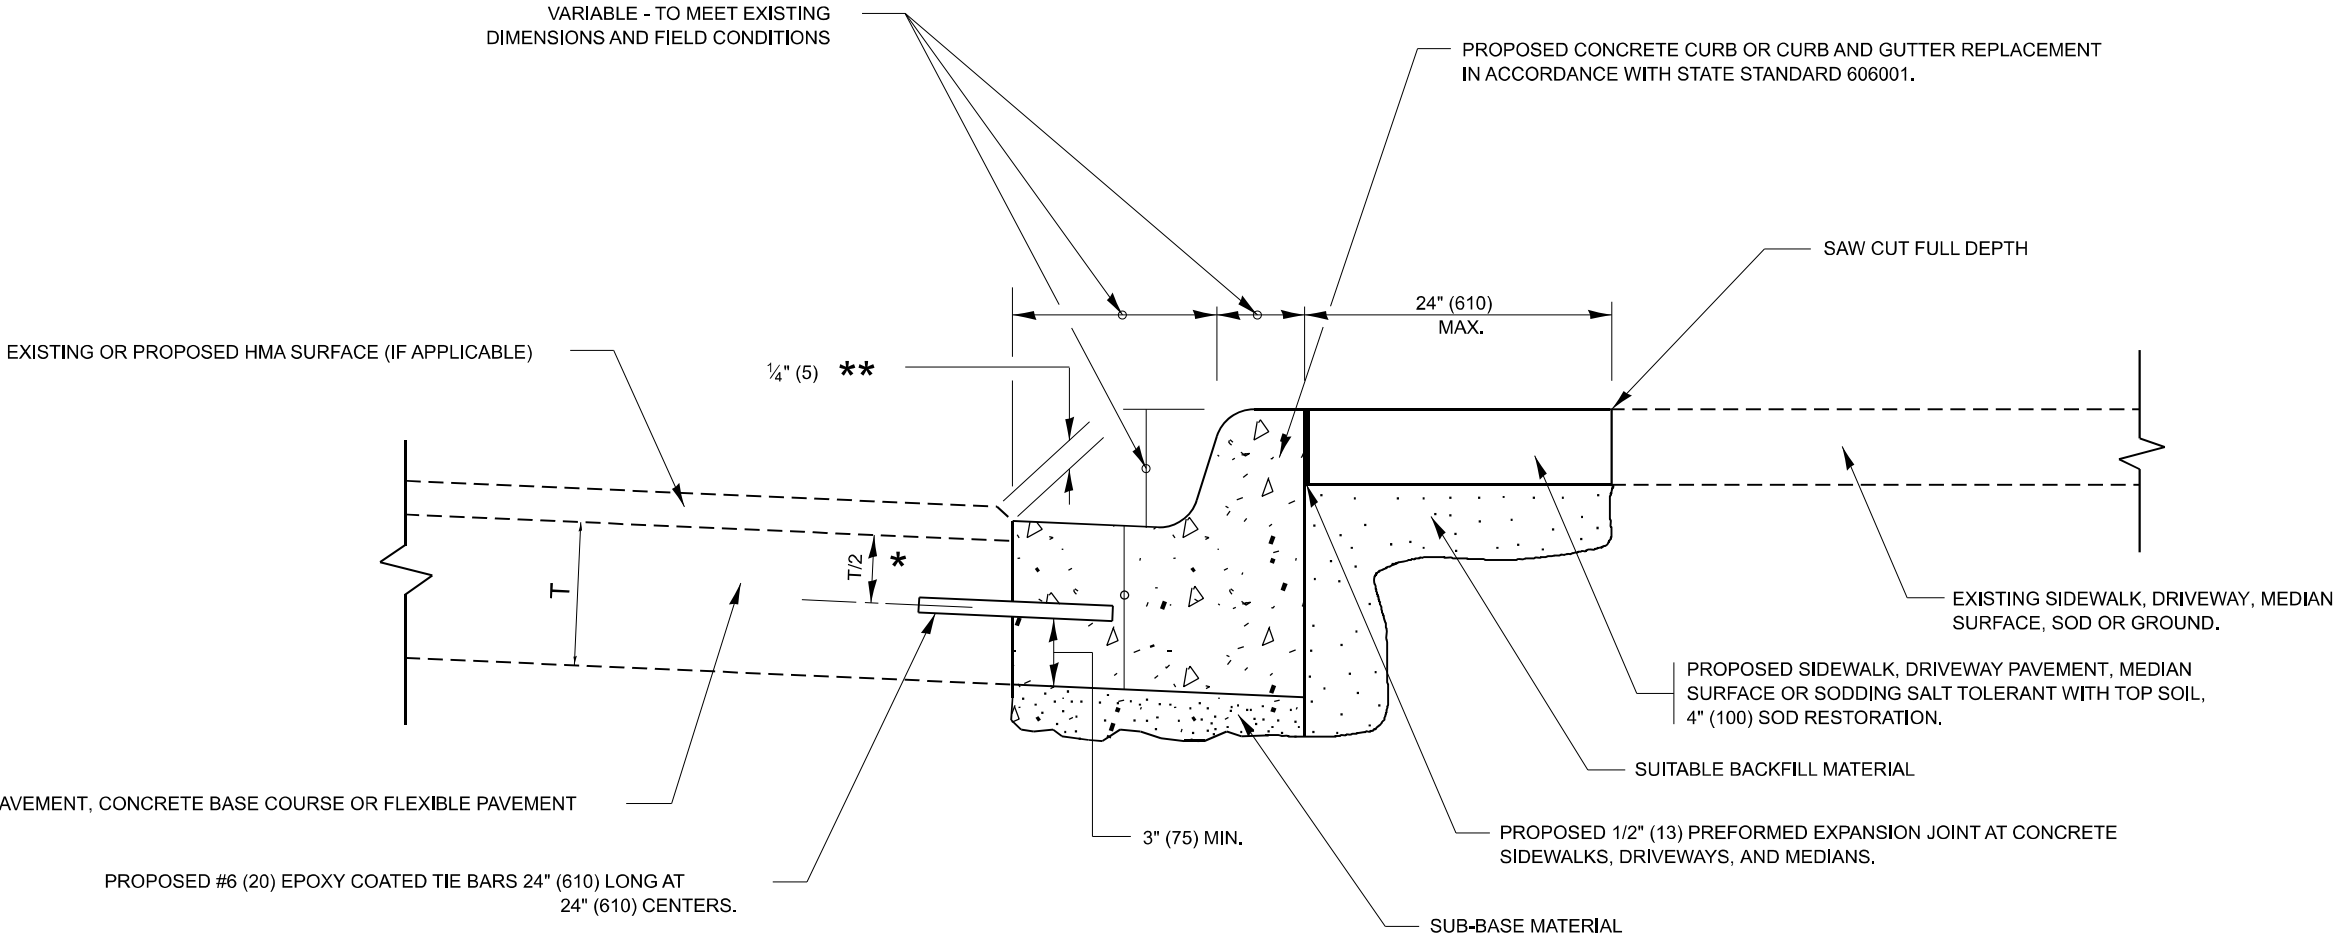 VARIABLE - TO MEET EXISTING
DIMENSIONS AND FIELD CONDITIONS
PROPOSED CONCRETE CURB OR CURB AND GUTTER REPLACEMENT
IN ACCORDANCE WITH STATE STANDARD 606001.
SAW CUT FULL DEPTH
24" (610)
MAX.
EXISTING OR PROPOSED HMA SURFACE (IF APPLICABLE)
¼" (5) **
T
T/2 *
EXISTING SIDEWALK, DRIVEWAY, MEDIAN
SURFACE, SOD OR GROUND.
PROPOSED SIDEWALK, DRIVEWAY PAVEMENT, MEDIAN
SURFACE OR SODDING SALT TOLERANT WITH TOP SOIL,
4" (100) SOD RESTORATION.
SUITABLE BACKFILL MATERIAL
AVEMENT, CONCRETE BASE COURSE OR FLEXIBLE PAVEMENT
3" (75) MIN.
PROPOSED 1/2" (13) PREFORMED EXPANSION JOINT AT CONCRETE
SIDEWALKS, DRIVEWAYS, AND MEDIANS.
PROPOSED #6 (20) EPOXY COATED TIE BARS 24" (610) LONG AT
24" (610) CENTERS.
SUB-BASE MATERIAL